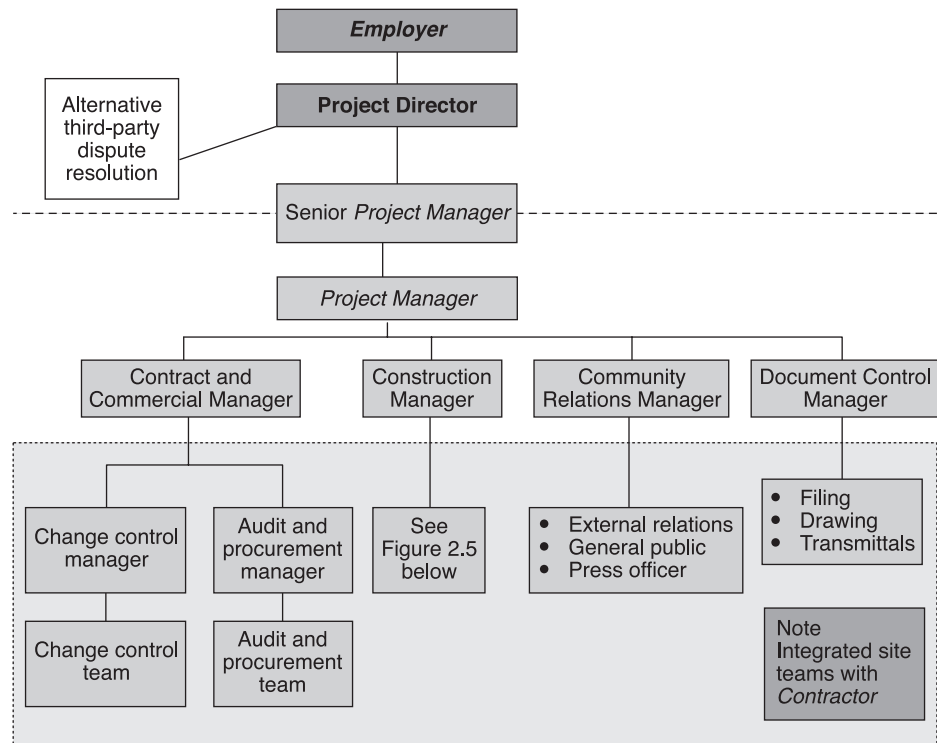 Employer
Project Director
Alternative
third-party
dispute
resolution
Senior Project Manager
Project Manager
Contract and
Commercial Manager
Construction
Manager
Community
Relations Manager
Document Control
Manager
Change control
manager
Audit and
procurement
manager
See
Figure 2.5
below
• External relations
• General public
• Press officer
• Filing
• Drawing
• Transmittals
Change control
team
Audit and
procurement
team
Note
Integrated site
teams with
Contractor